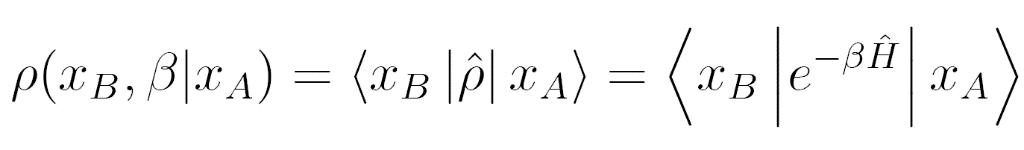 ρ(x_B, β|x_A) = ⟨x_B |ρ̂| x_A⟩ = ⟨x_B |e^{−βĤ}| x_A⟩